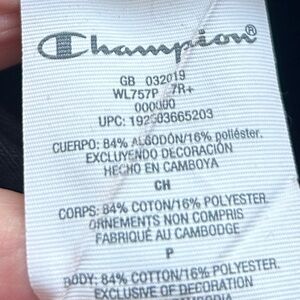 Champion®
GB 032019
WL757P 7R+
000000
UPC: 192503665203
CUERPO: 84% ALGODÓN/16% poliéster.
EXCLUYENDO DECORACIÓN
HECHO EN CAMBOYA
CH
CORPS: 84% COTON/16% POLYESTER
ORNEMENTS NON COMPRIS
FABRIQUÉ AU CAMBODGE
P
BODY: 84% COTTON/16% POLYESTER
EXCLUSIVE OF DECORATION